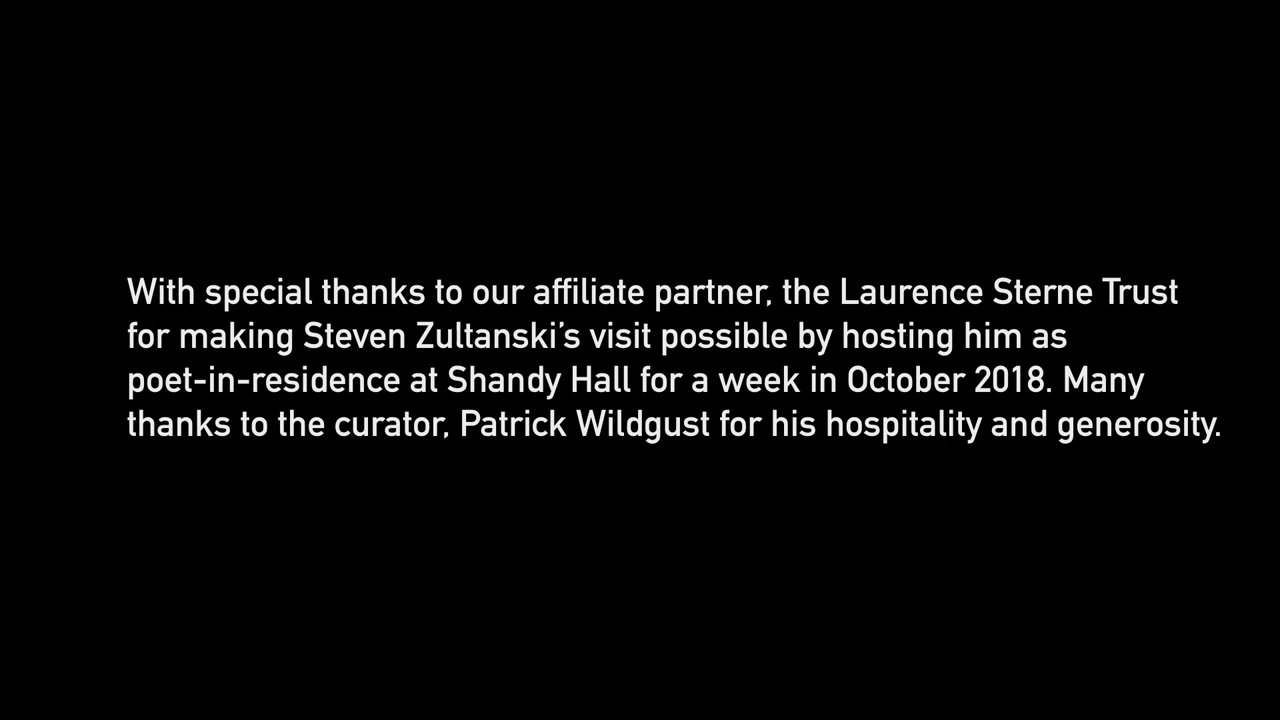 With special thanks to our affiliate partner, the Laurence Sterne Trust
for making Steven Zultanski’s visit possible by hosting him as
poet-in-residence at Shandy Hall for a week in October 2018. Many
thanks to the curator, Patrick Wildgust for his hospitality and generosity.